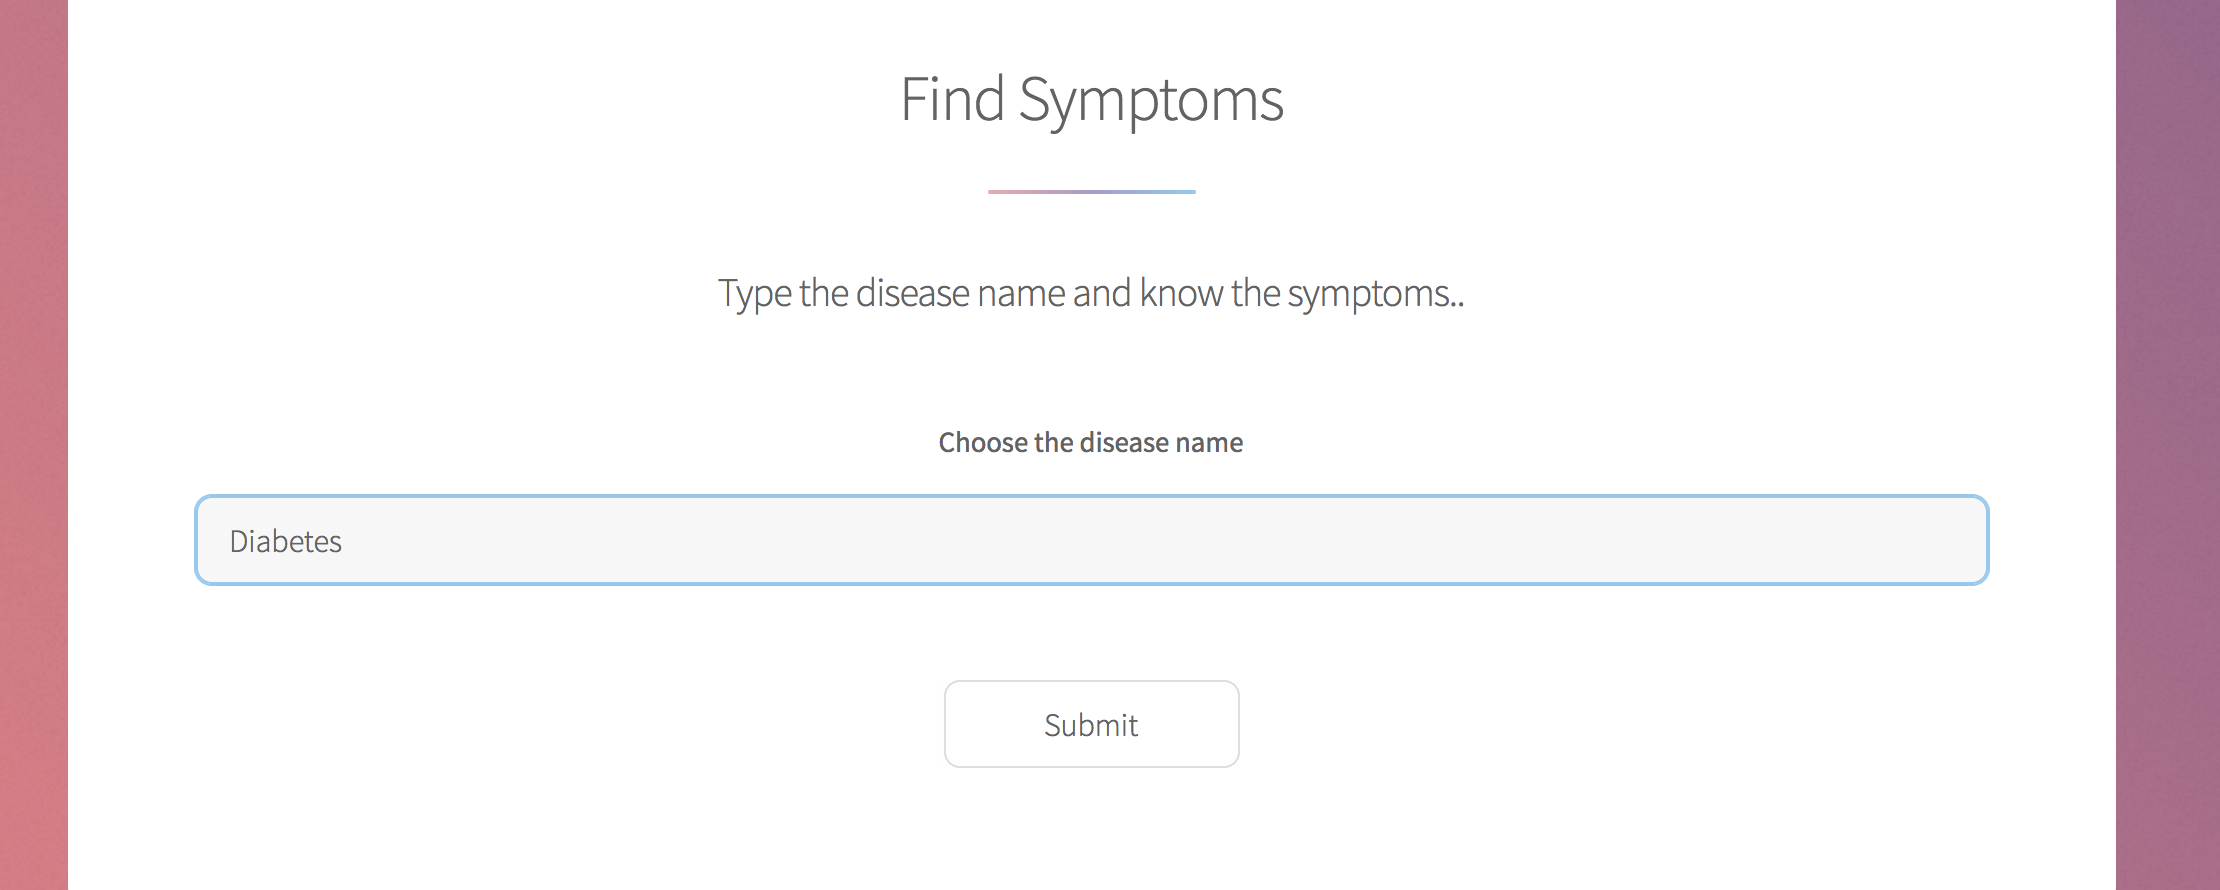 Find Symptoms
Type the disease name and know the symptoms..
Choose the disease name
Diabetes
Submit